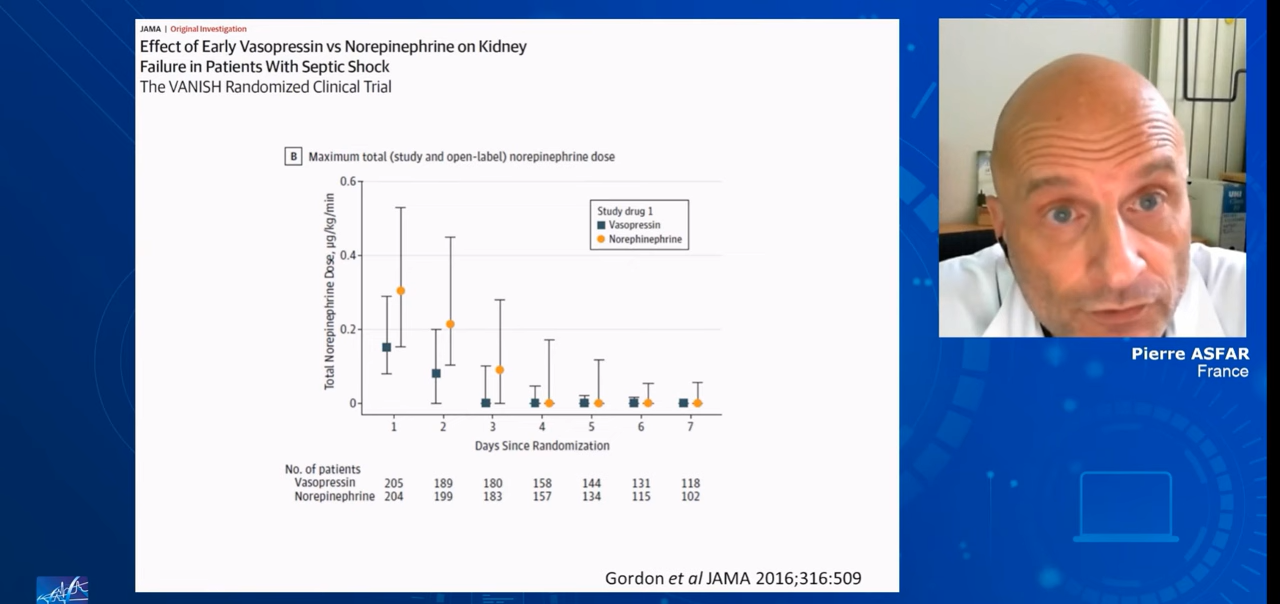 JAMA | Original Investigation
Effect of Early Vasopressin vs Norepinephrine on Kidney
Failure in Patients With Septic Shock
The VANISH Randomized Clinical Trial
B Maximum total (study and open-label) norepinephrine dose
Total Norepinephrine Dose, µg/kg/min
0.6
0.4
0.2
0
Study drug 1
Vasopressin
Norephinephrine
1 2 3 4 5 6 7
Days Since Randomization
No. of patients
Vasopressin 205 189 180 158 144 131 118
Norepinephrine 204 199 183 157 134 115 102
Gordon et al JAMA 2016;316:509
Pierre ASFAR
France